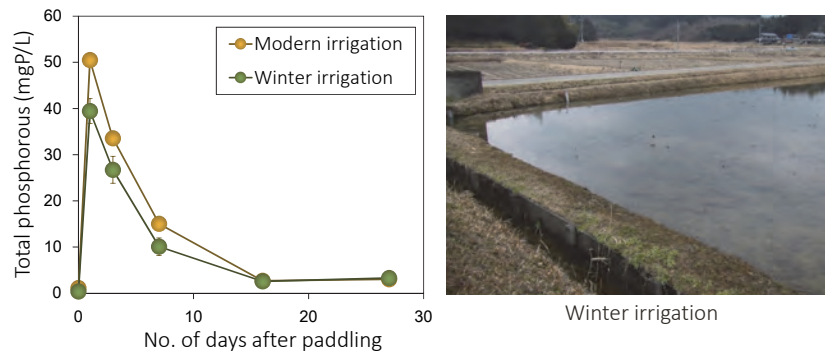 60
50
40
30
20
10
0
Total phosphorous (mgP/L)
Modern irrigation
Winter irrigation
0 10 20 30
No. of days after paddling
Winter irrigation